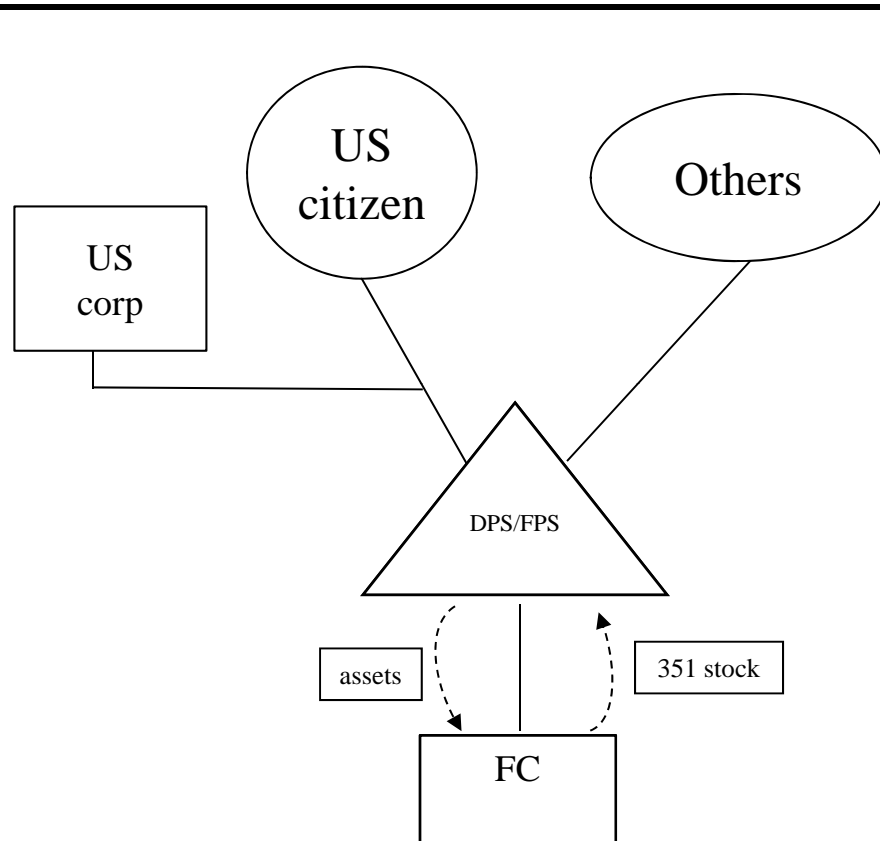 US
citizen
Others
US
corp
DPS/FPS
assets
351 stock
FC